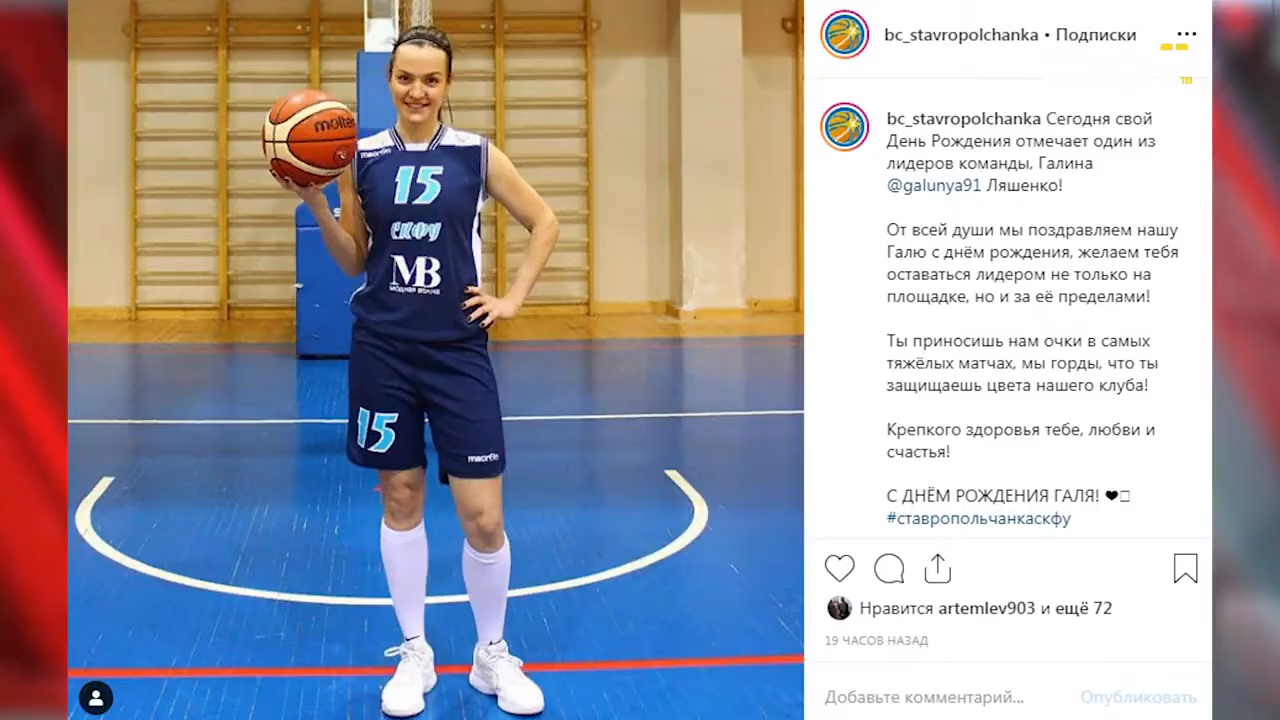 bc_stavropolchanka • Подписки
ТВ
bc_stavropolchanka Сегодня свой
День Рождения отмечает один из
лидеров команды, Галина
@galunya91 Ляшенко!
От всей души мы поздравляем нашу
Галю с днём рождения, желаем тебя
оставаться лидером не только на
площадке, но и за её пределами!
Ты приносишь нам очки в самых
тяжёлых матчах, мы горды, что ты
защищаешь цвета нашего клуба!
Крепкого здоровья тебе, любви и
счастья!
С ДНЁМ РОЖДЕНИЯ ГАЛЯ! ❤
#ставропольчанкаскфу
Нравится artemlev903 и ещё 72
19 ЧАСОВ НАЗАД
Добавьте комментарий...
Опубликовать
molten
macron
15
СКФУ
МВ
МОДНАЯ ВОЛНА
15
macron